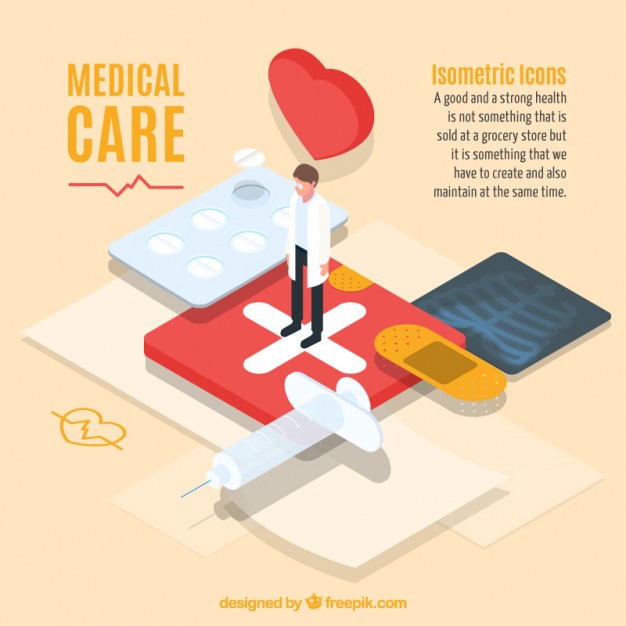 MEDICAL
CARE
Isometric Icons
A good and a strong health
is not something that is
sold at a grocery store but
it is something that we
have to create and also
maintain at the same time.
designed by freepik.com